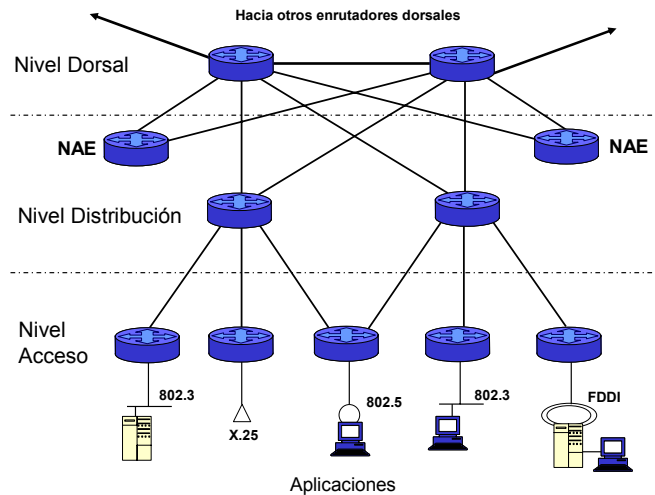 Hacia otros enrutadores dorsales
Nivel Dorsal
NAE
NAE
Nivel Distribución
Nivel
Acceso
802.3
X.25
802.5
802.3
FDDI
Aplicaciones